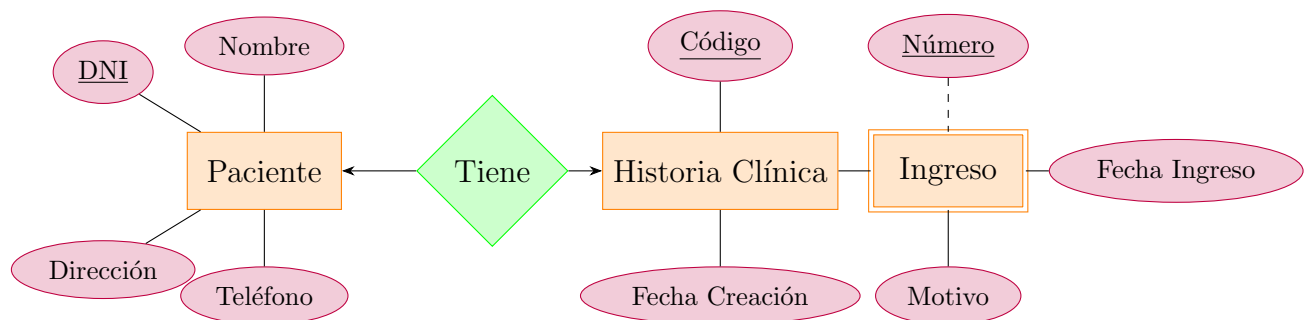 Nombre
Código
Número
DNI
Paciente
Tiene
Historia Clínica
Ingreso
Fecha Ingreso
Dirección
Teléfono
Fecha Creación
Motivo